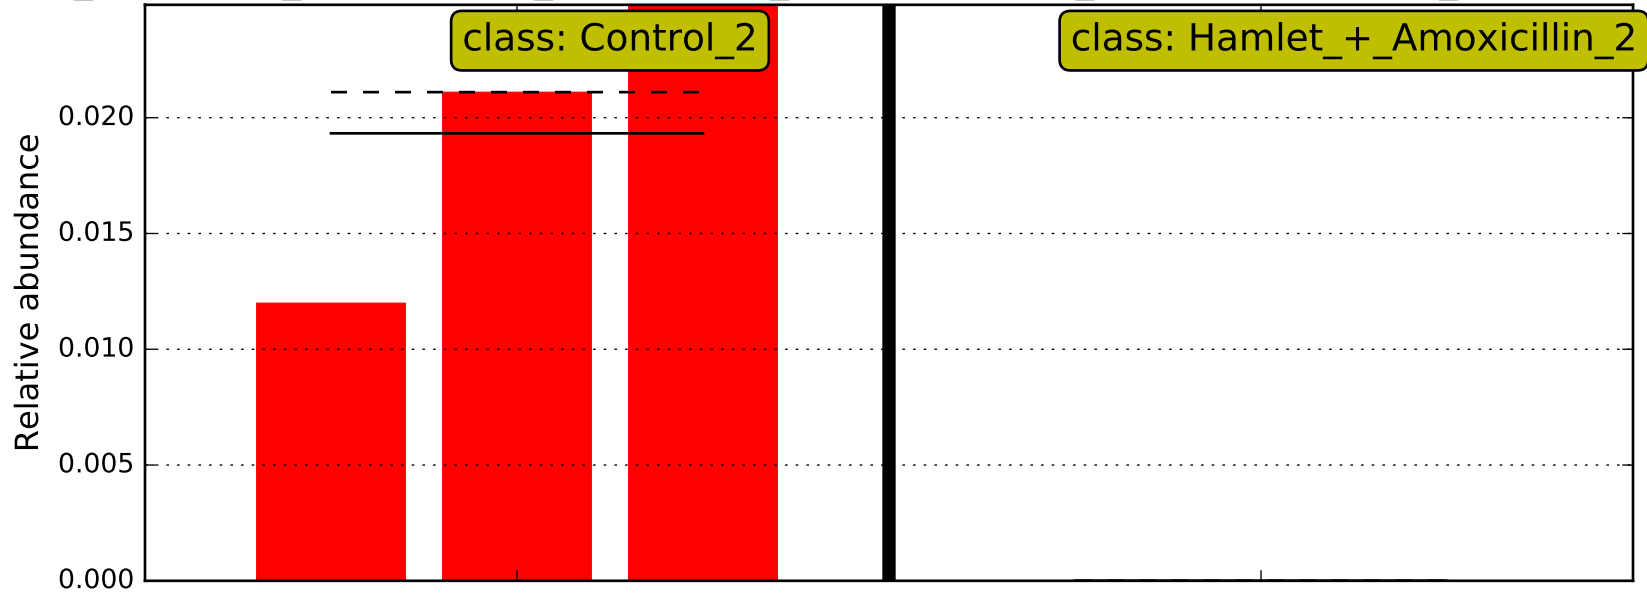 class: Control_2
class: Hamlet_+_Amoxicillin_2
Relative abundance
0.020
0.015
0.010
0.005
0.000